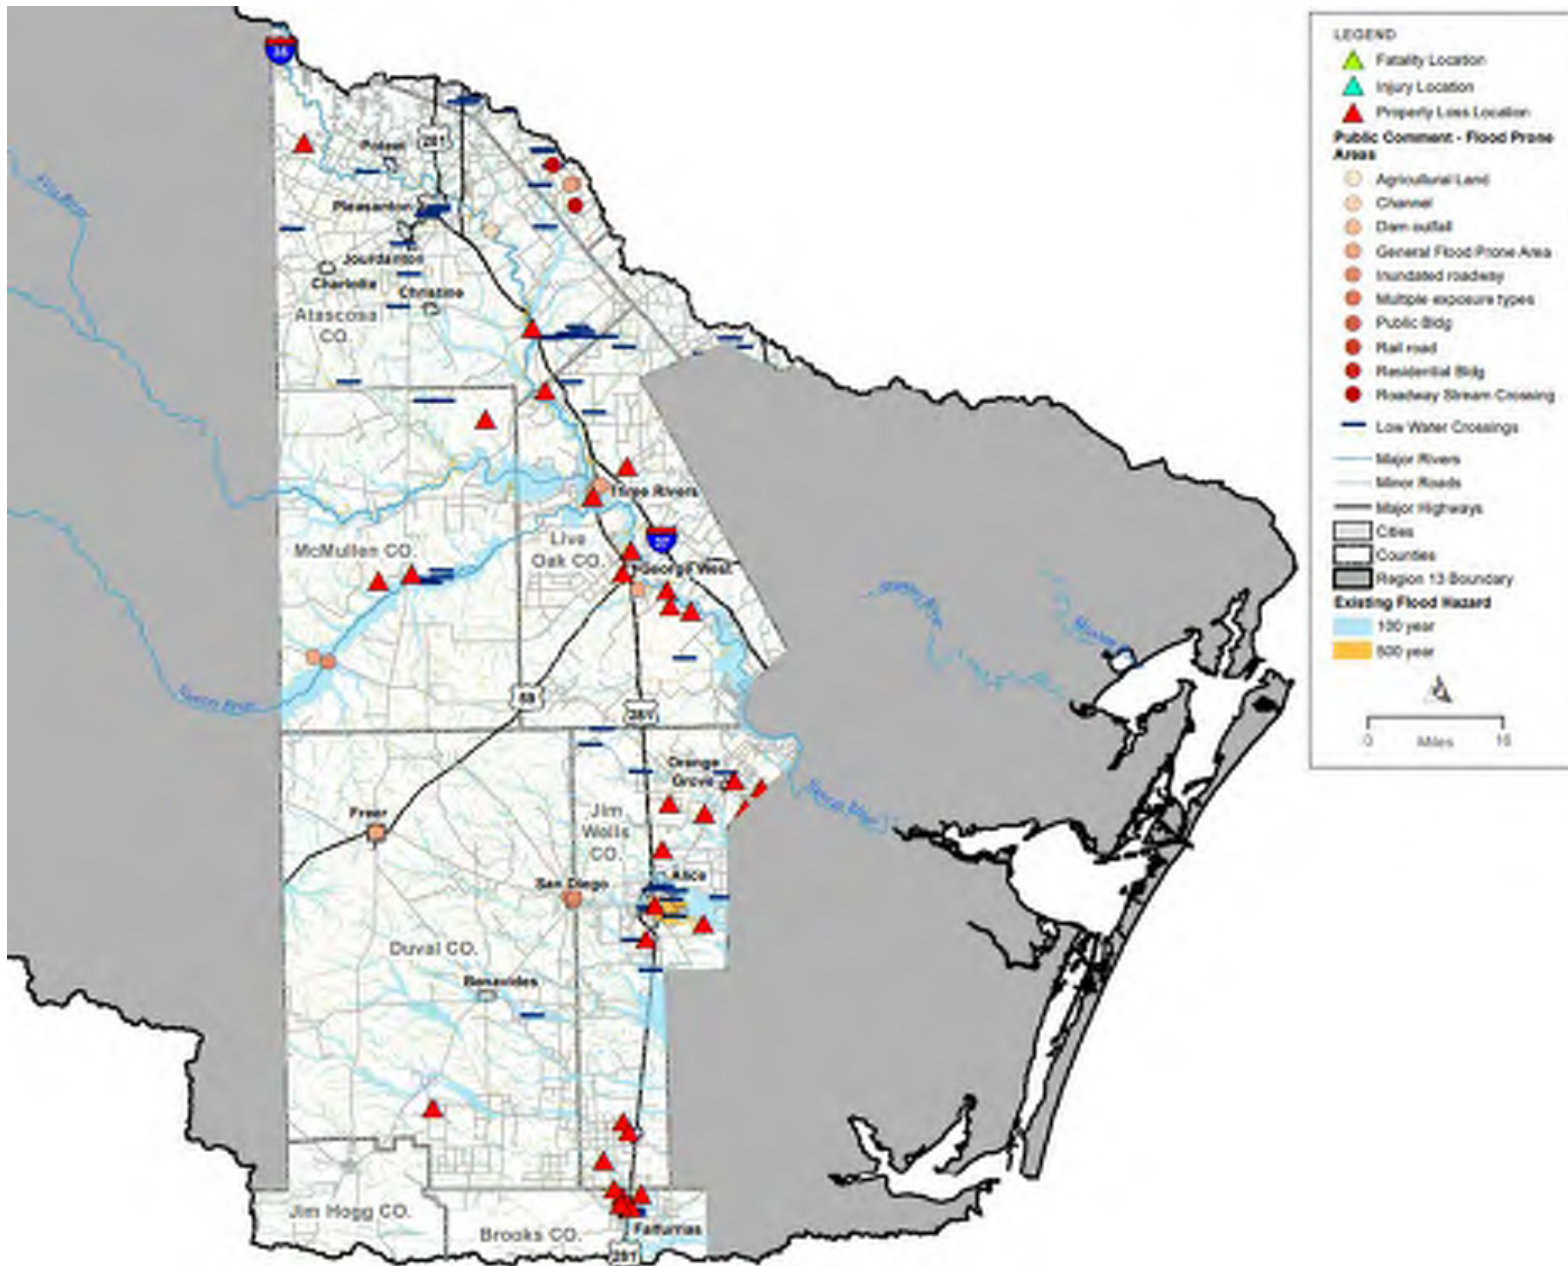 35
Poteet
281
Pleasanton
Jourdanton
Charlotte
Christine
Atascosa
CO.
Three Rivers
McMullen CO.
Live
Oak CO.
37
George West
59
281
Orange
Grove
Freer
Jim
Wells
CO.
Alice
San Diego
Duval CO.
Benavides
Jim Hogg CO.
Brooks CO.
Falfurrias
281
Nueces River
LEGEND
Fatality Location
Injury Location
Property Loss Location
Public Comment - Flood Prone
Areas
Agricultural Land
Channel
Dam outfall
General Flood Prone Area
Inundated roadway
Multiple exposure types
Public Bldg
Rail road
Residential Bldg
Roadway Stream Crossing
Low Water Crossings
Major Rivers
Minor Roads
Major Highways
Cities
Counties
Region 13 Boundary
Existing Flood Hazard
100 year
500 year
0 Miles 16